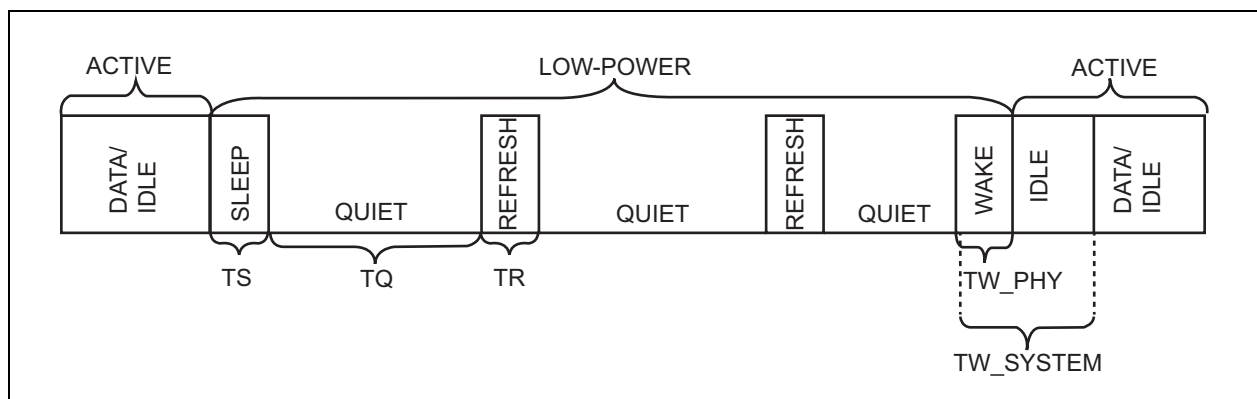 ACTIVE
LOW-POWER
ACTIVE
DATA/
IDLE
SLEEP
QUIET
REFRESH
QUIET
REFRESH
QUIET
WAKE
IDLE
DATA/
IDLE
TS
TQ
TR
TW_PHY
TW_SYSTEM